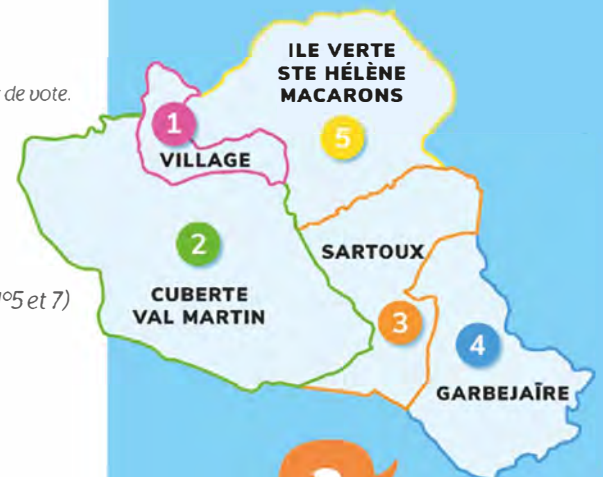 de vote.
°5 et 7)
ILE VERTE
STE HÉLÈNE
MACARONS
5
1
VILLAGE
2
CUBERTE
VAL MARTIN
SARTOUX
3
4
GARBEJAÏRE